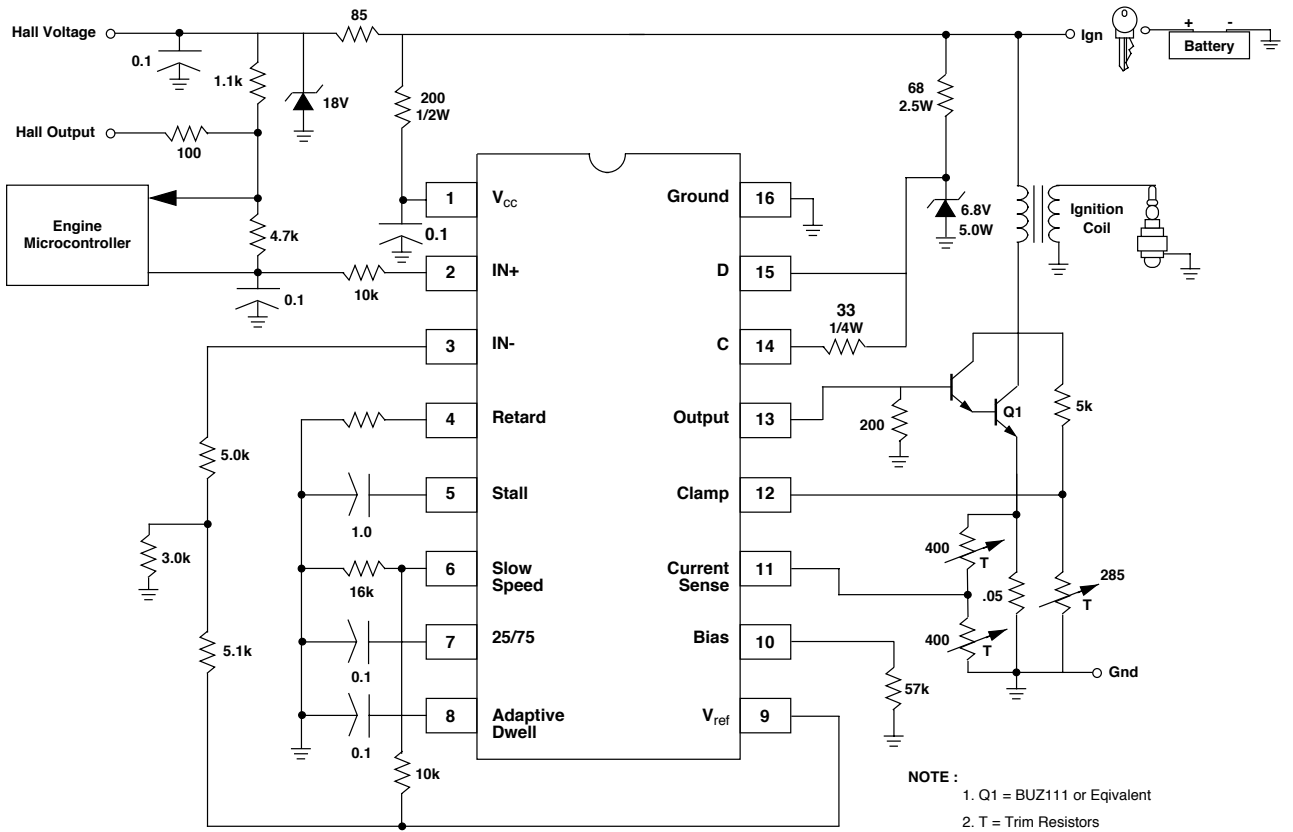 85
Hall Voltage
Ign
+ -
Battery
0.1
1.1k
18V
200
1/2W
68
2.5W
Hall Output
100
Engine
Microcontroller
4.7k
0.1
10k
0.1
6.8V
5.0W
Ignition
Coil
33
1/4W
1 VCC
2 IN+
3 IN-
4 Retard
5 Stall
6 Slow
Speed
7 25/75
8 Adaptive
Dwell
Ground 16
D 15
C 14
Output 13
Clamp 12
Current
Sense 11
Bias 10
Vref 9
200
Q1
5k
5.0k
3.0k
5.1k
1.0
16k
0.1
0.1
10k
400
T
.05
285
T
400
T
57k
Gnd
NOTE :
1. Q1 = BUZ111 or Eqivalent
2. T = Trim Resistors